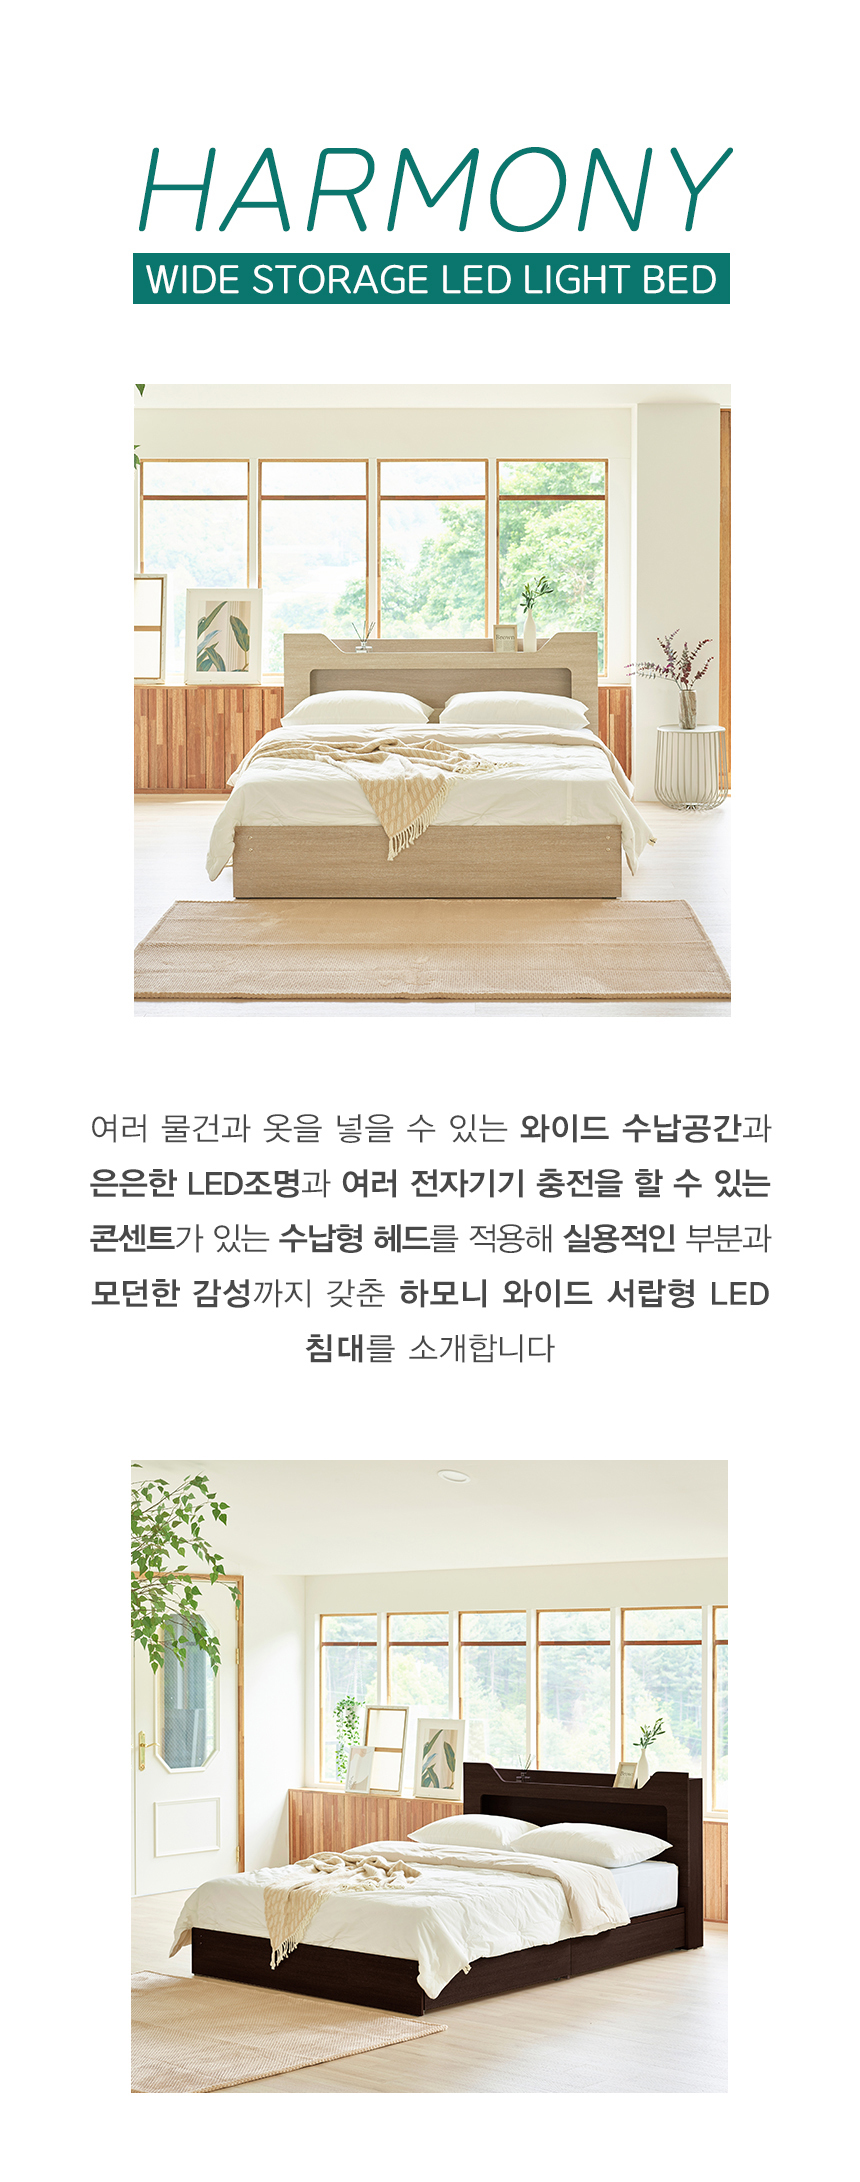 HARMONY
WIDE STORAGE LED LIGHT BED
Brown
여러 물건과 옷을 넣을 수 있는 와이드 수납공간과
은은한 LED조명과 여러 전자기기 충전을 할 수 있는
콘센트가 있는 수납형 헤드를 적용해 실용적인 부분과
모던한 감성까지 갖춘 하모니 와이드 서랍형 LED
침대를 소개합니다